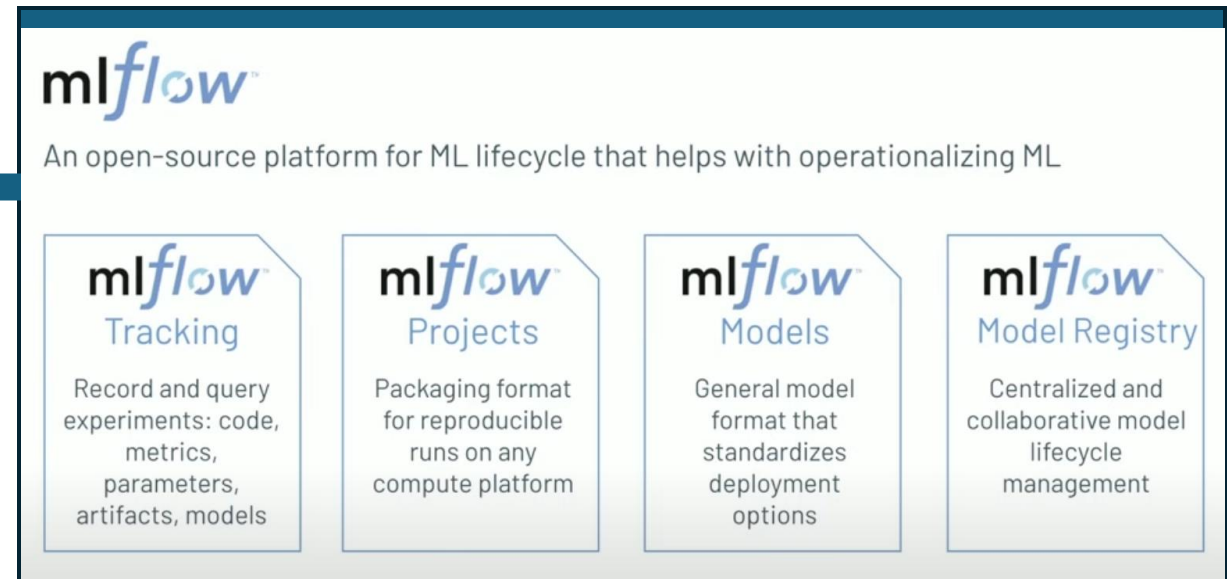 mlflow™
An open-source platform for ML lifecycle that helps with operationalizing ML
mlflow™
Tracking
Record and query
experiments: code,
metrics,
parameters,
artifacts, models
mlflow™
Projects
Packaging format
for reproducible
runs on any
compute platform
mlflow™
Models
General model
format that
standardizes
deployment
options
mlflow™
Model Registry
Centralized and
collaborative model
lifecycle
management